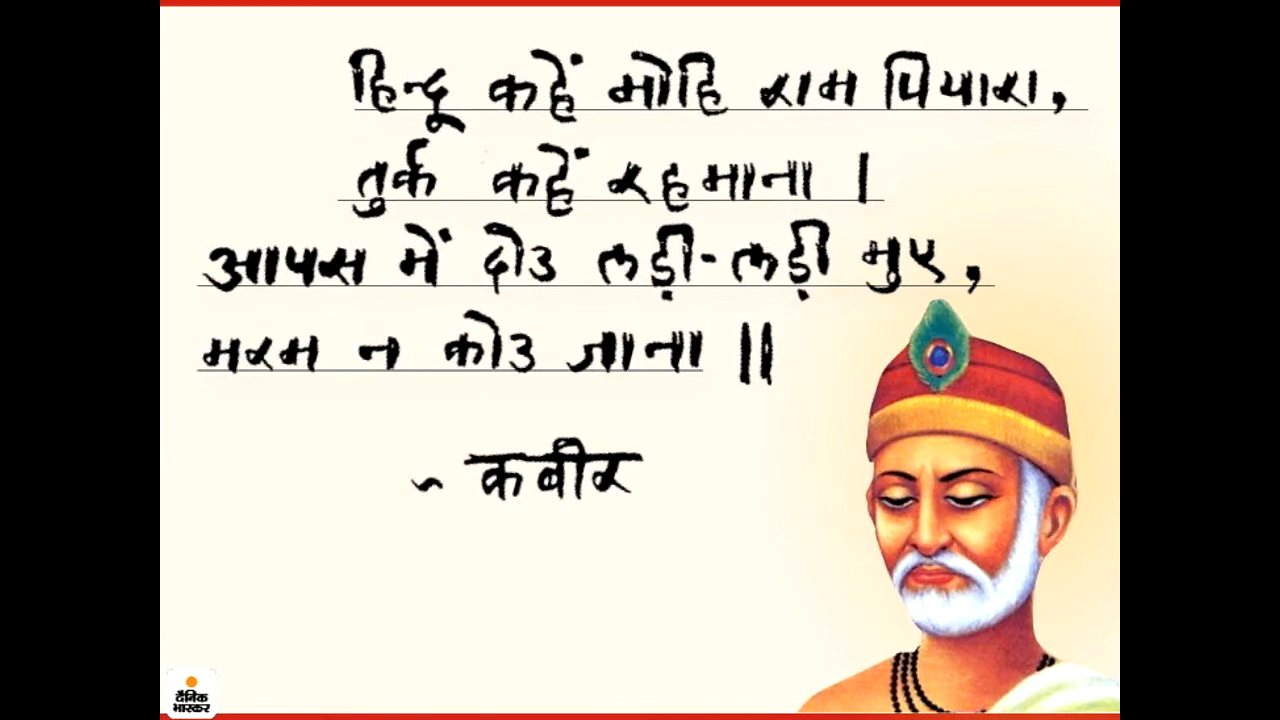 हिन्दू कहें मोहि राम पियारा,
तुर्क कहें रहमाना ।
आपस में दोउ लड़ी-लड़ी मुए,
मरम न कोउ जाना ||
~ कबीर
दैनिक
भास्कर